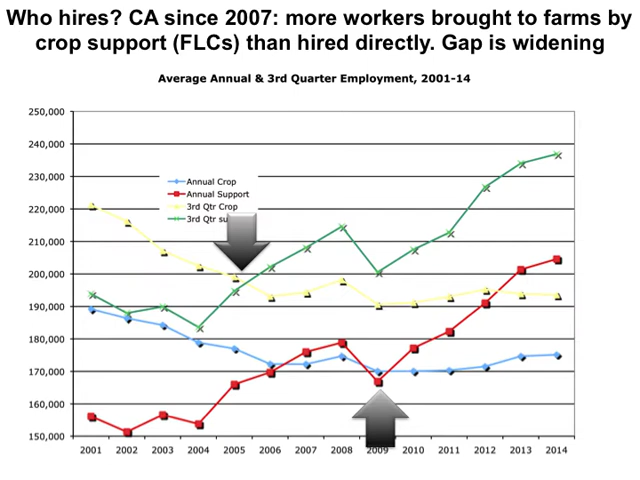 Who hires? CA since 2007: more workers brought to farms by
crop support (FLCs) than hired directly. Gap is widening
Average Annual & 3rd Quarter Employment, 2001-14
250,000
240,000
230,000
220,000
210,000
200,000
190,000
180,000
170,000
160,000
150,000
Annual Crop
Annual Support
3rd Qtr Crop
3rd Qtr
2001 2002 2003 2004 2005 2006 2007 2008 2009 2010 2011 2012 2013 2014